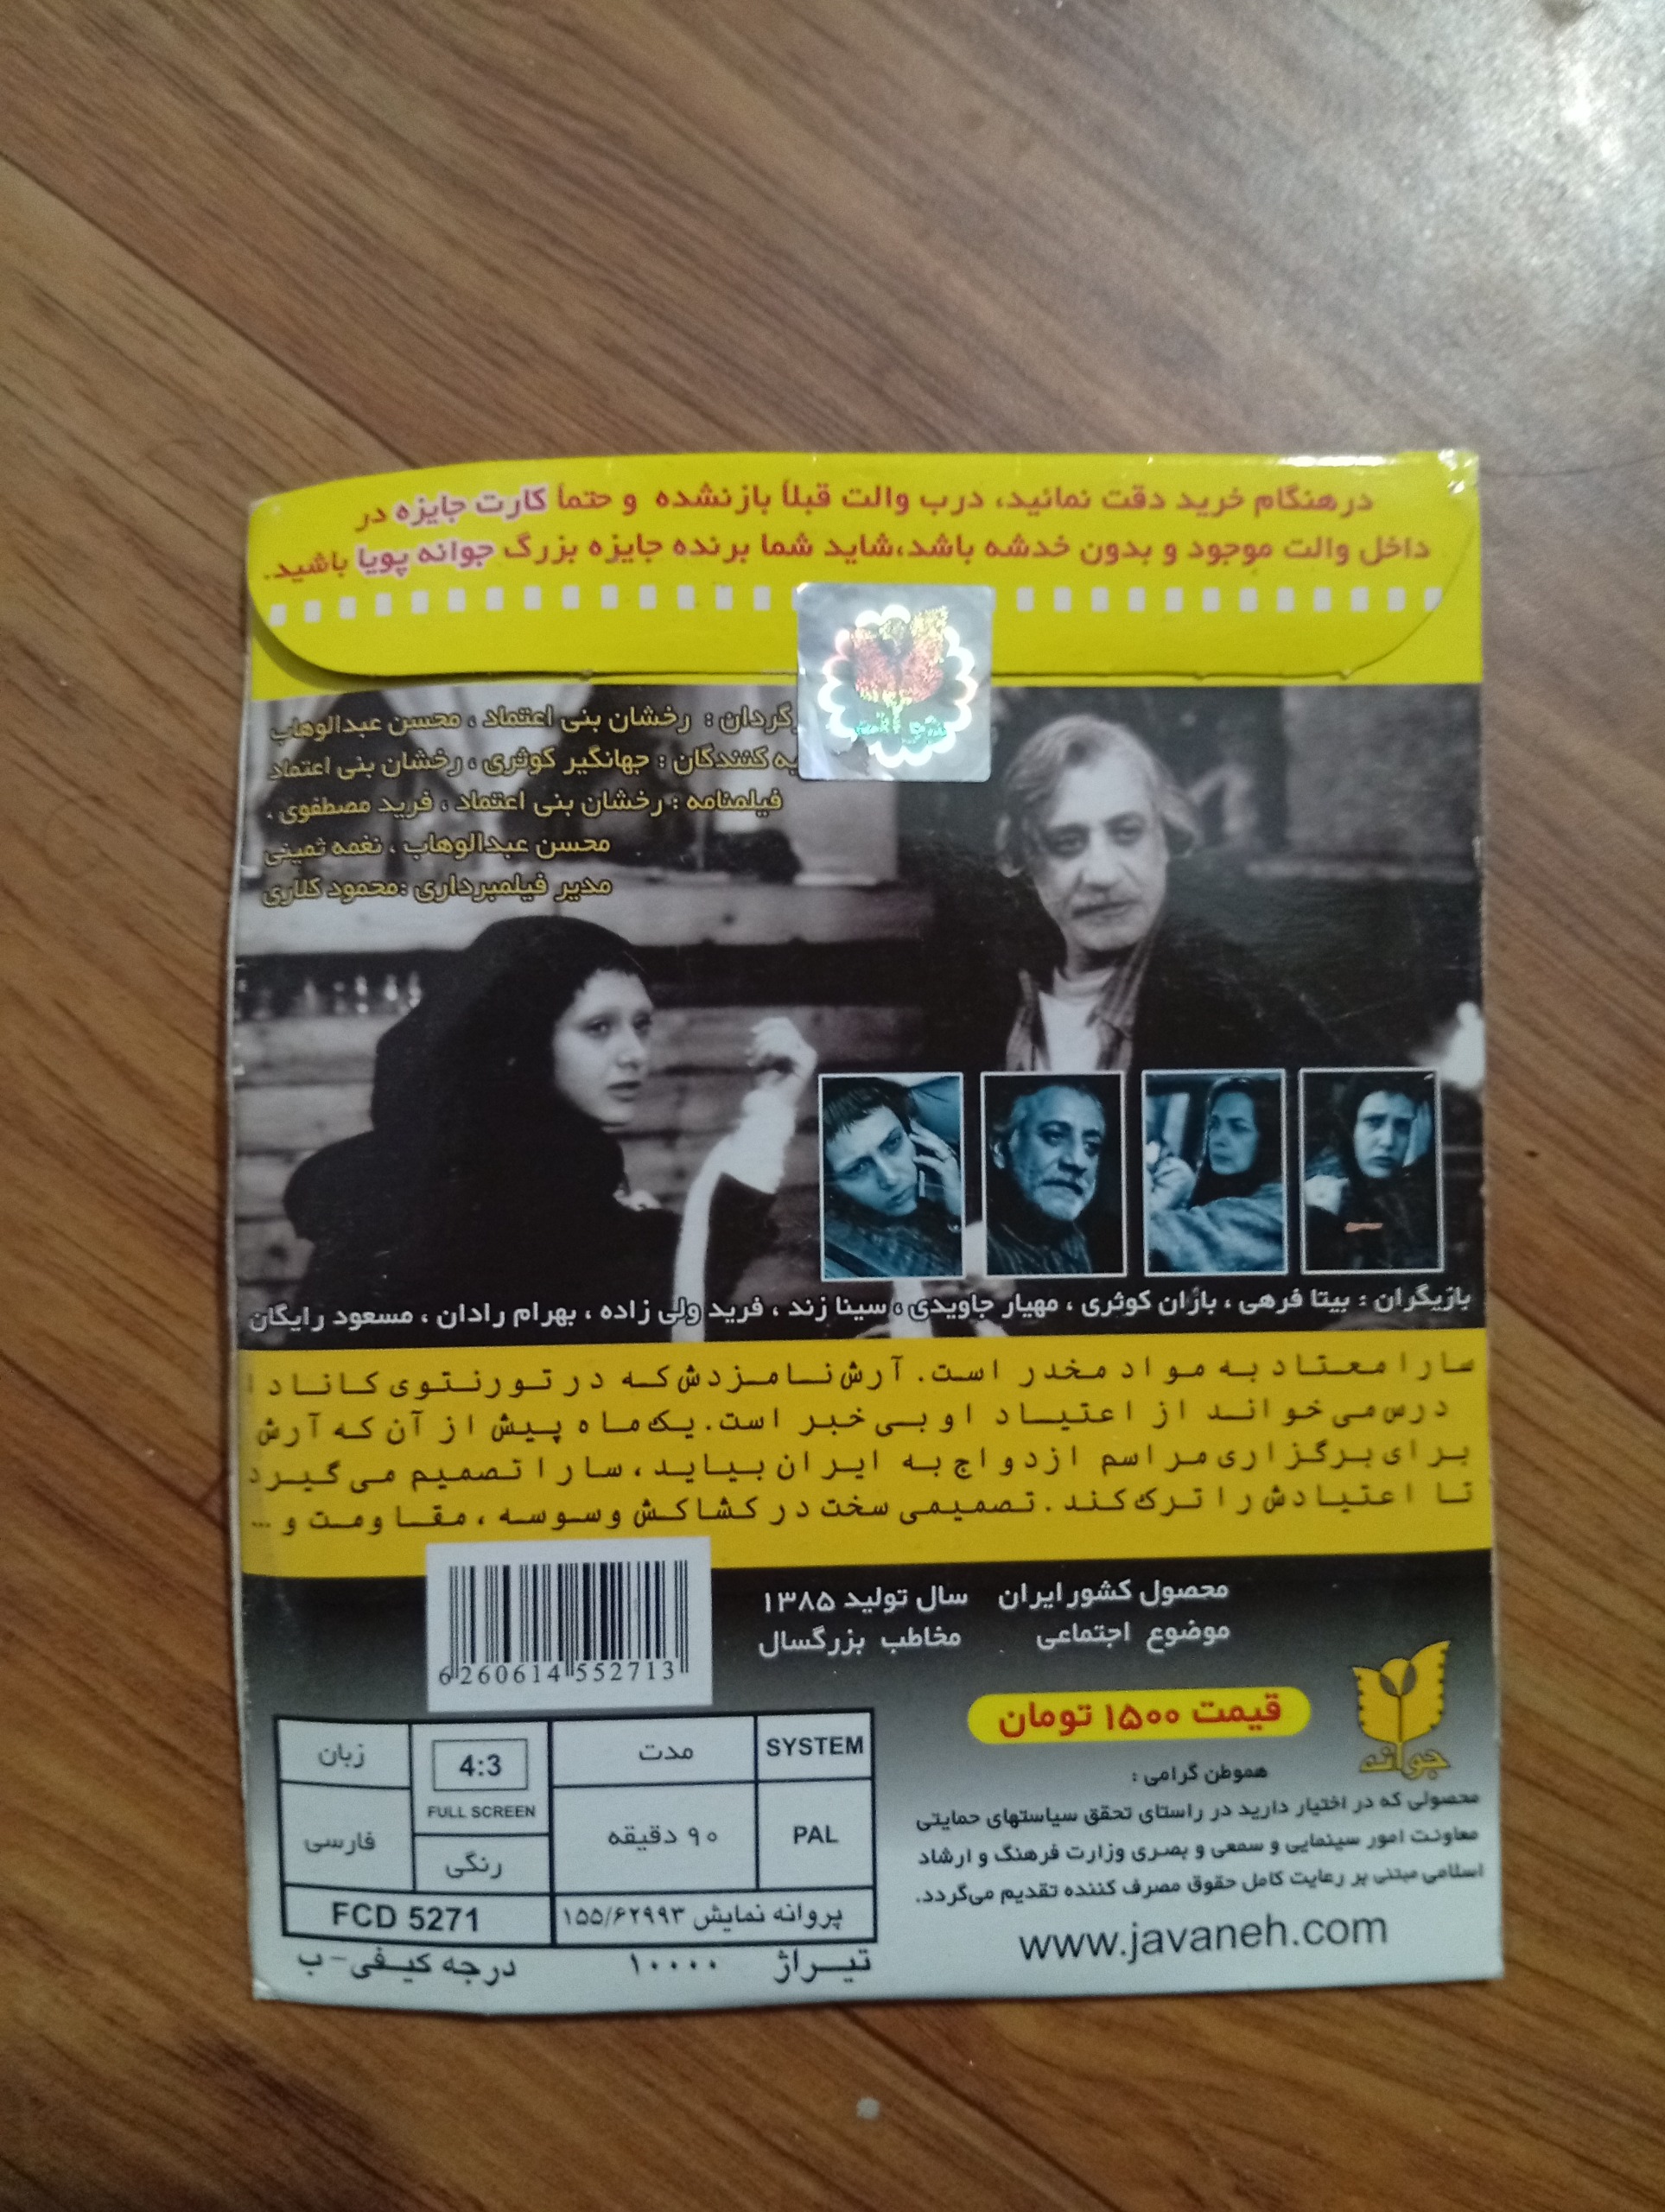 درهنگام خرید دقت نمائید، درب والت قبلاً بازنشده و حتماً کارت جایزه در
داخل والت موجود و بدون خدشه باشد،شاید شما برنده جایزه بزرگ جوانه پویا باشید.
رگردان : رخشان بنی اعتماد ، محسن عبدالوهاب
یه کنندگان : جهانگیر کوثری ، رخشان بنی اعتماد
فیلمنامه : رخشان بنی اعتماد ، فرید مصطفوی ،
محسن عبدالوهاب ، نغمه ثمینی
مدیر فیلمبرداری :محمود کلاری
بازیگران : بیتا فرهی ، باران کوثری ، مهیار جاویدی ، سینا زند ، فرید ولی زاده ، بهرام رادان ، مسعود رایگان
سارا معتاد به مواد مخدر است. آرش نامزدش که در تورنتوی کانادا
درس می خواند از اعتیاد او بی خبر است. یک ماه پیش از آن که آرش
برای برگزاری مراسم ازدواج به ایران بیاید ، سارا تصمیم می گیرد
تا اعتیادش را ترک کند . تصمیمی سخت در کشاکش وسوسه ، مقاومت و ...
محصول کشور ایران سال تولید ۱۳۸۵
موضوع اجتماعی مخاطب بزرگسال
6 260614 552713
قیمت ۱۵۰۰ تومان
جوانه
هموطن گرامی :
محصولی که در اختیار دارید در راستای تحقق سیاستهای حمایتی
معاونت امور سینمایی و سمعی و بصری وزارت فرهنگ و ارشاد
اسلامی مبتنی بر رعایت کامل حقوق مصرف کننده تقدیم می‌گردد.
www.javaneh.com
SYSTEM مدت 4:3 زبان
FULL SCREEN
PAL ۹۰ دقیقه رنگی فارسی
پروانه نمایش ۱۵۵/۶۲۹۹۳ FCD 5271
تیراژ ۱۰۰۰۰ درجه کیفی - ب